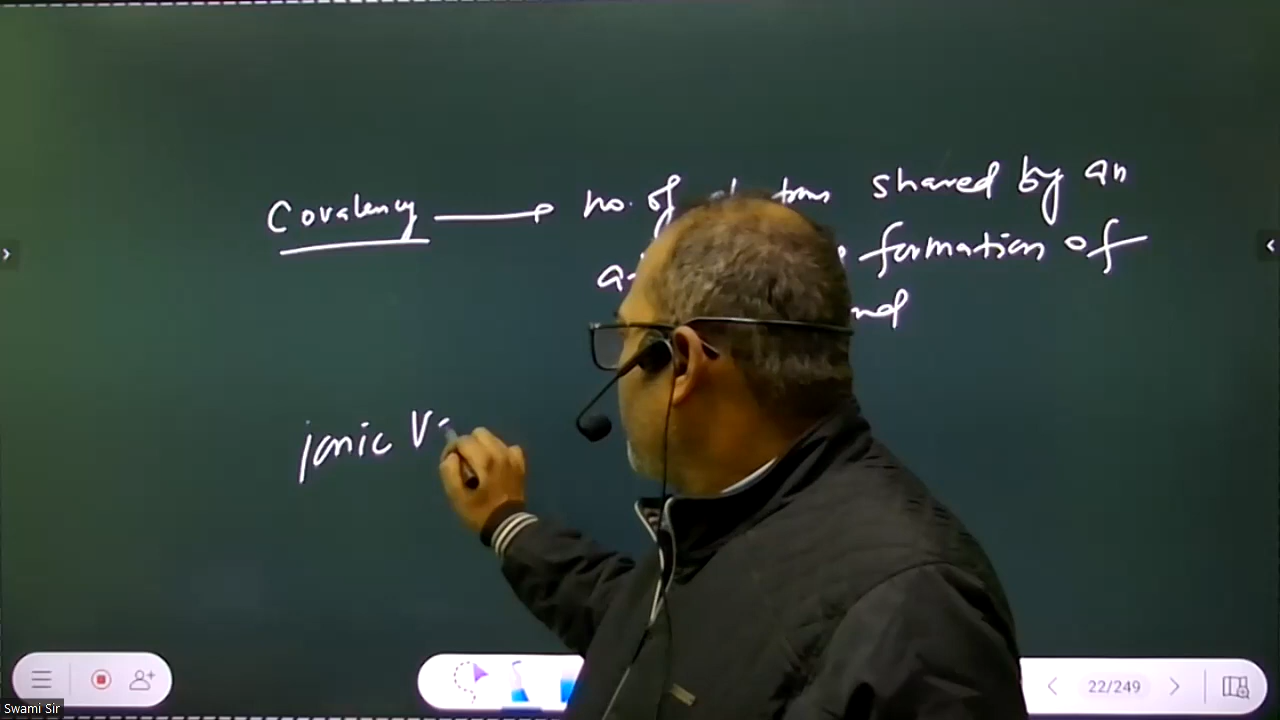 Covalency → no. of shared by an
formation of
ionic
22/249
Swami Sir